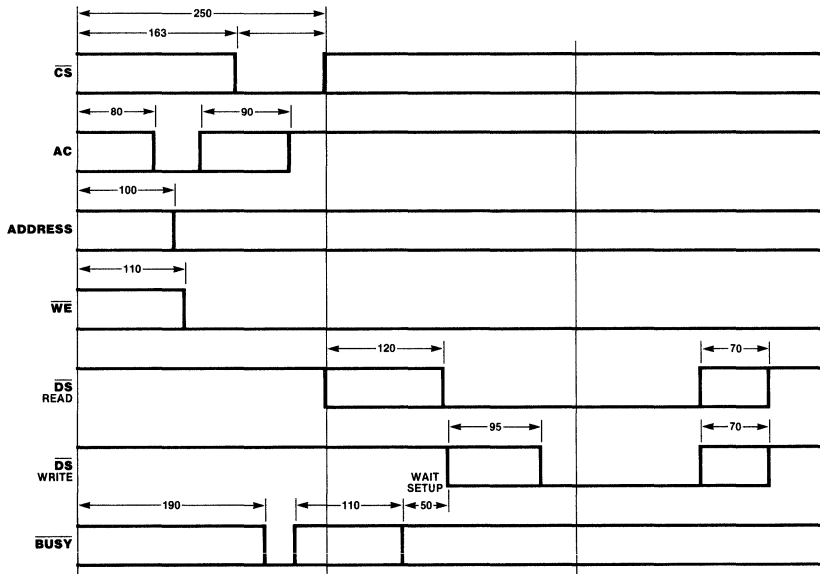 250
163
CS
80
90
AC
100
ADDRESS
110
WE
120
70
DS
READ
95
70
DS
WRITE
WAIT
SETUP
190
110
50
BUSY